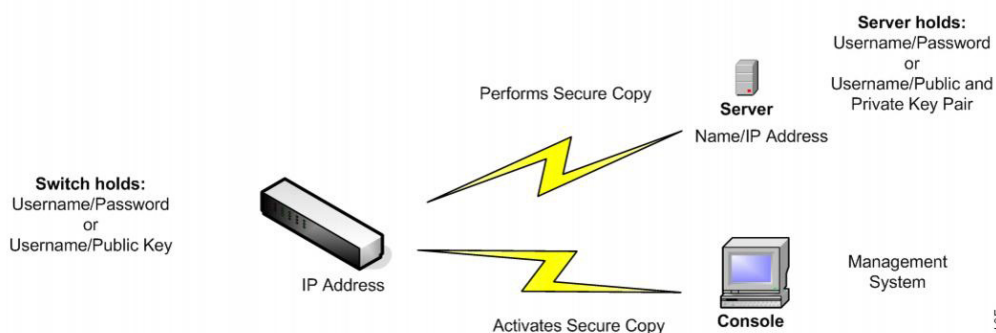 Server holds:
Username/Password
or
Username/Public and
Private Key Pair
Performs Secure Copy
Server
Name/IP Address
Switch holds:
Username/Password
or
Username/Public Key
IP Address
Management
System
Console
Activates Secure Copy